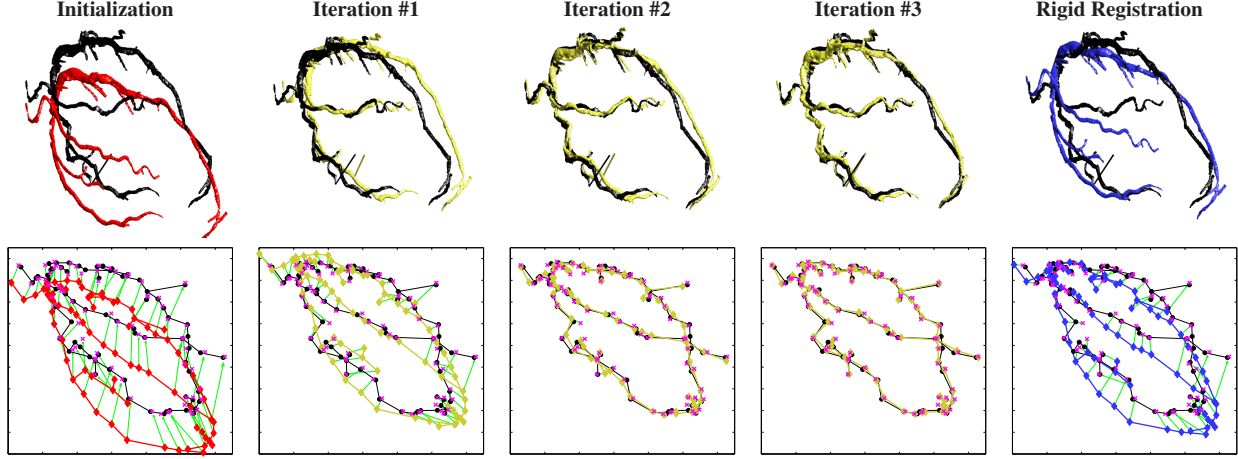 Initialization
Iteration #1
Iteration #2
Iteration #3
Rigid Registration